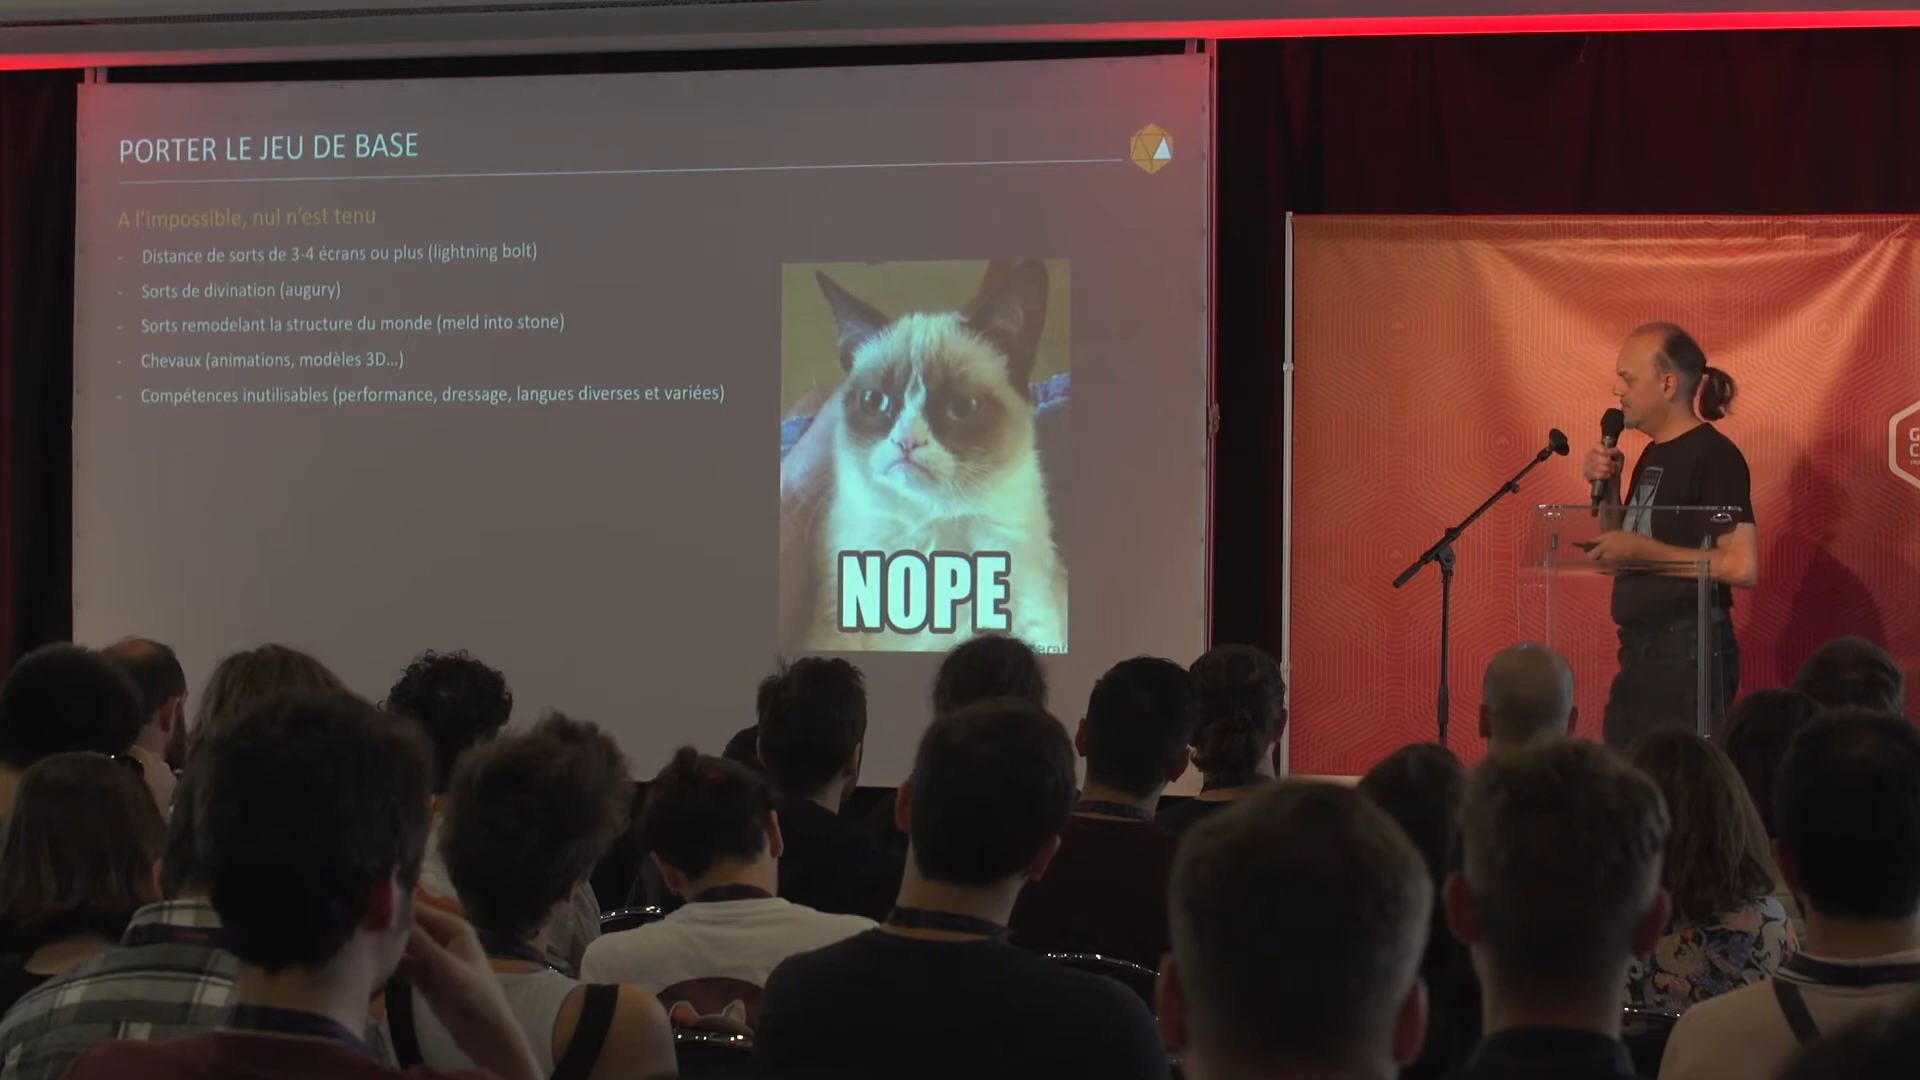 PORTER LE JEU DE BASE
A l'impossible, nul n'est tenu
- Distance de sorts de 3-4 écrans ou plus (lightning bolt)
- Sorts de divination (augury)
- Sorts remodelant la structure du monde (meld into stone)
- Chevaux (animations, modèles 3D...)
- Compétences inutilisables (performance, dressage, langues diverses et variées)
NOPE